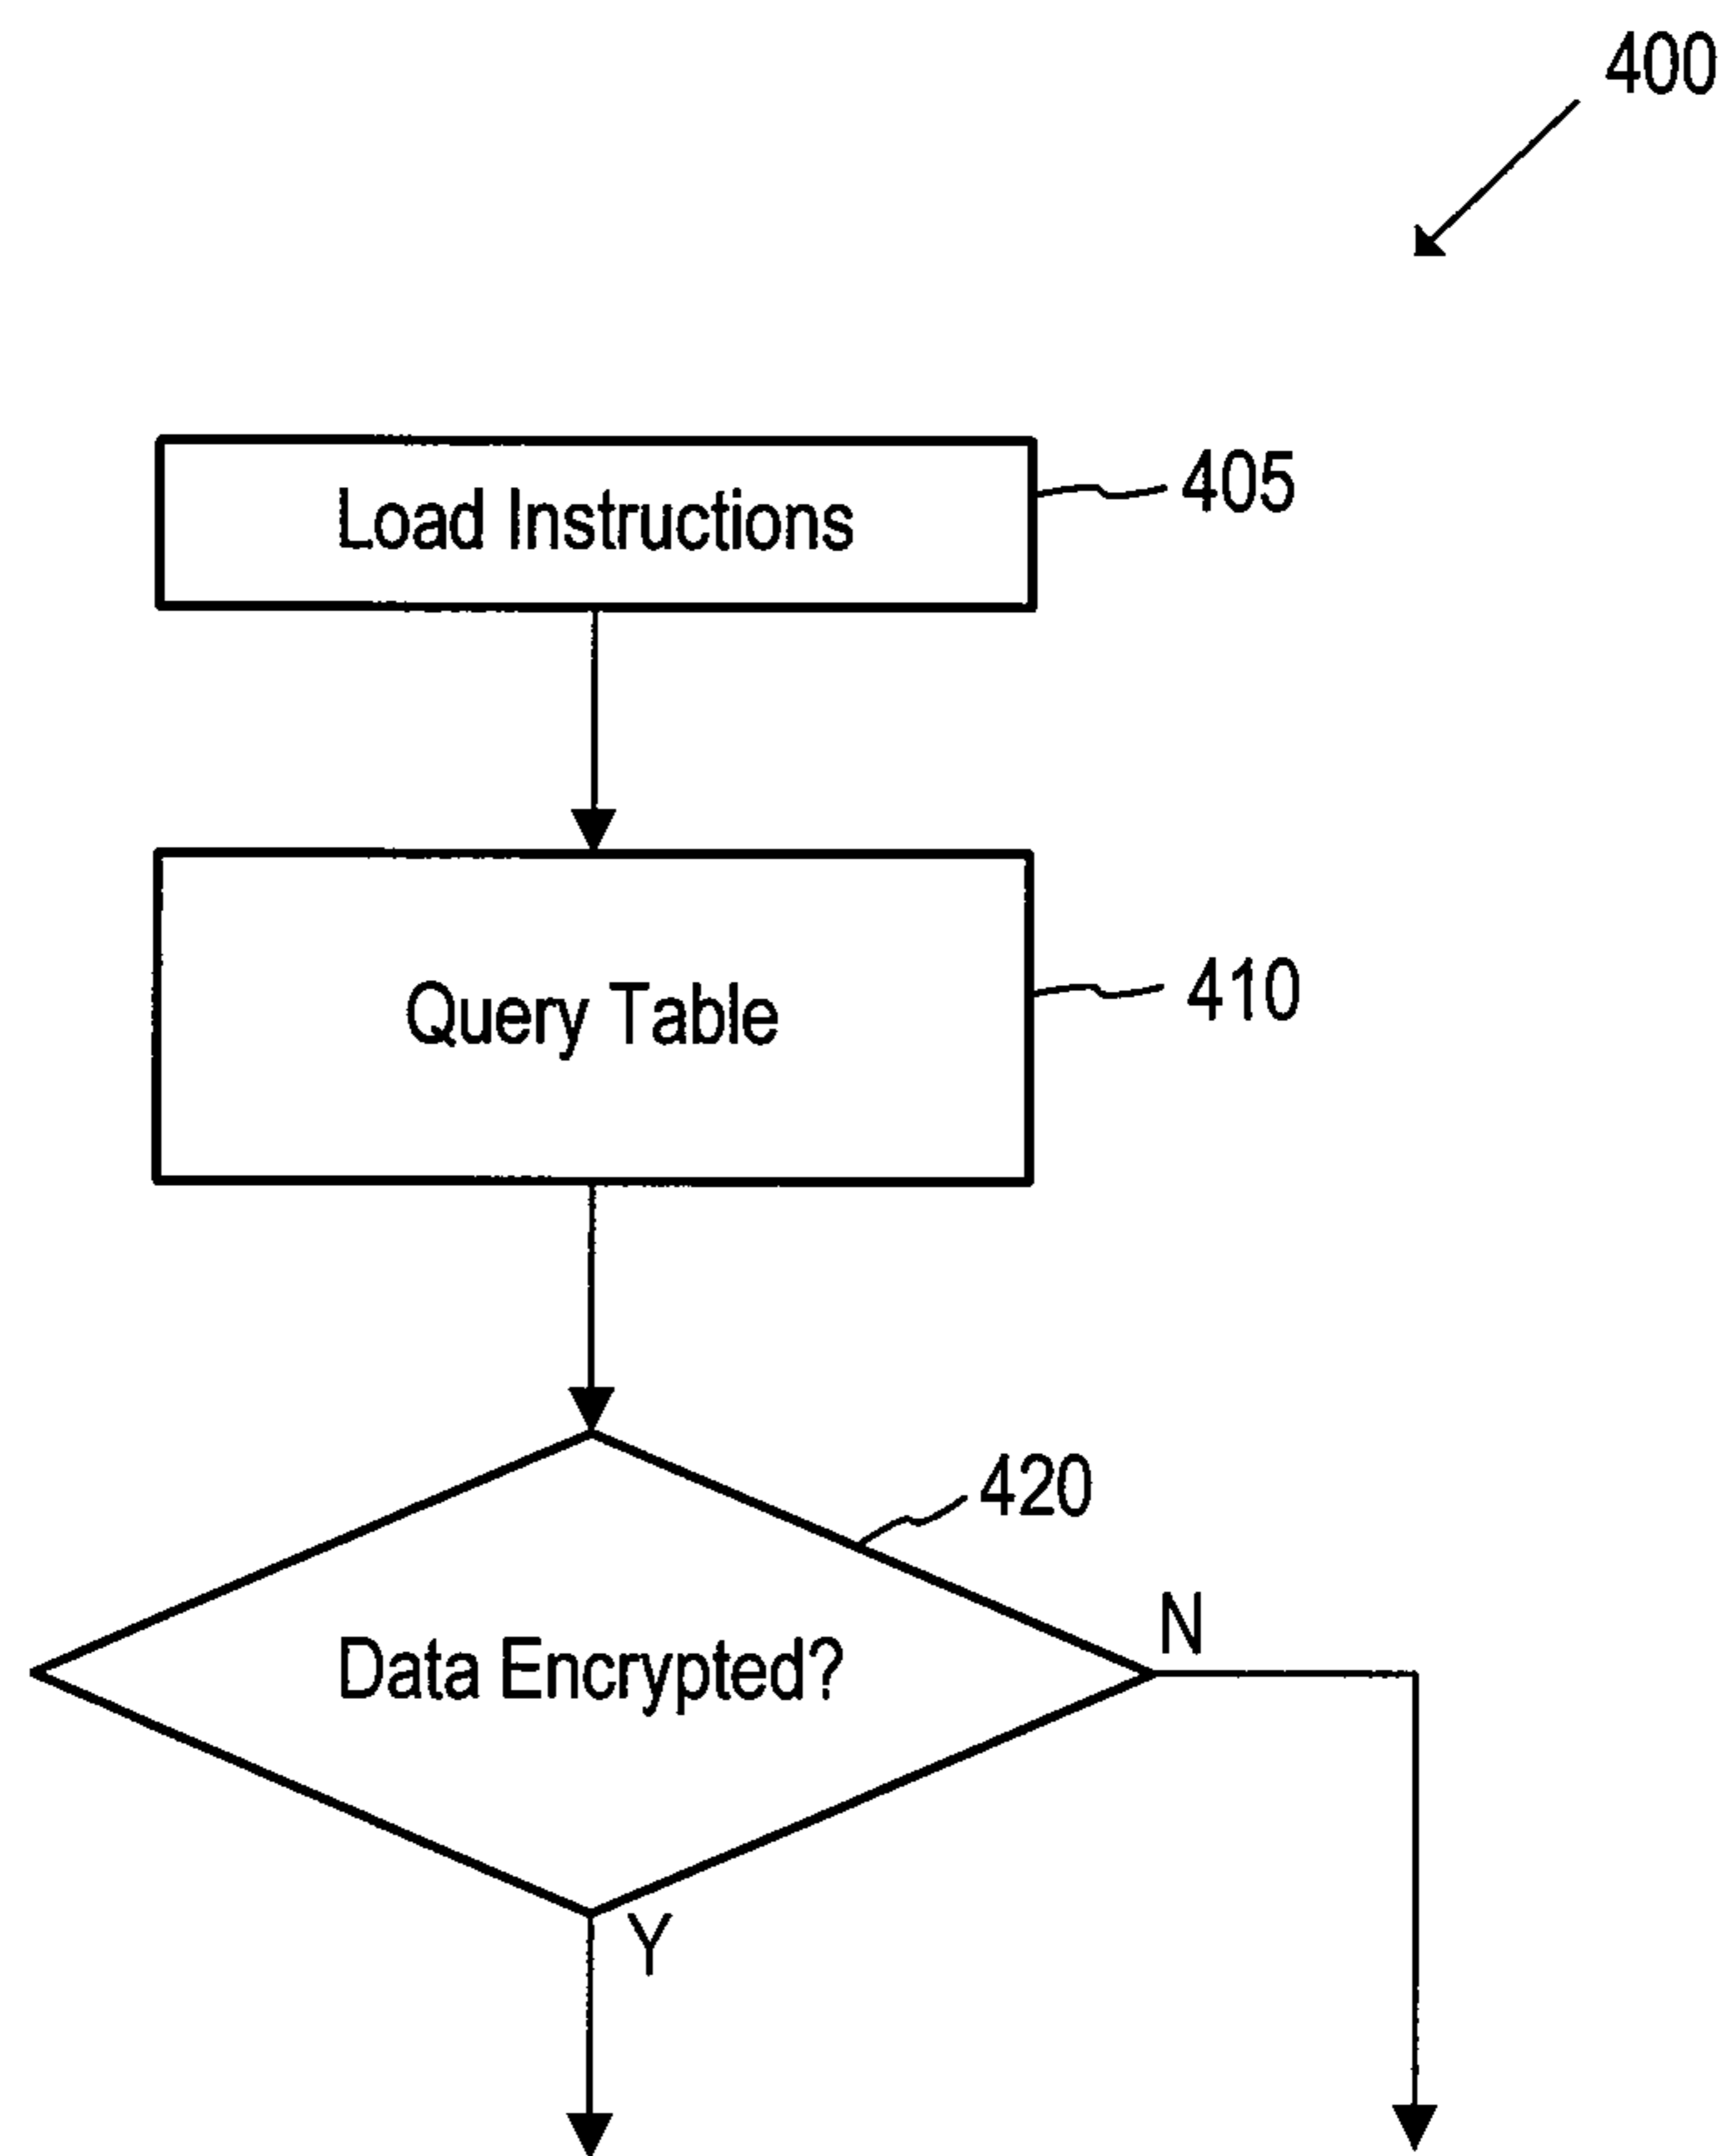 400
Load Instructions
405
Query Table
410
420
Data Encrypted?
N
Y